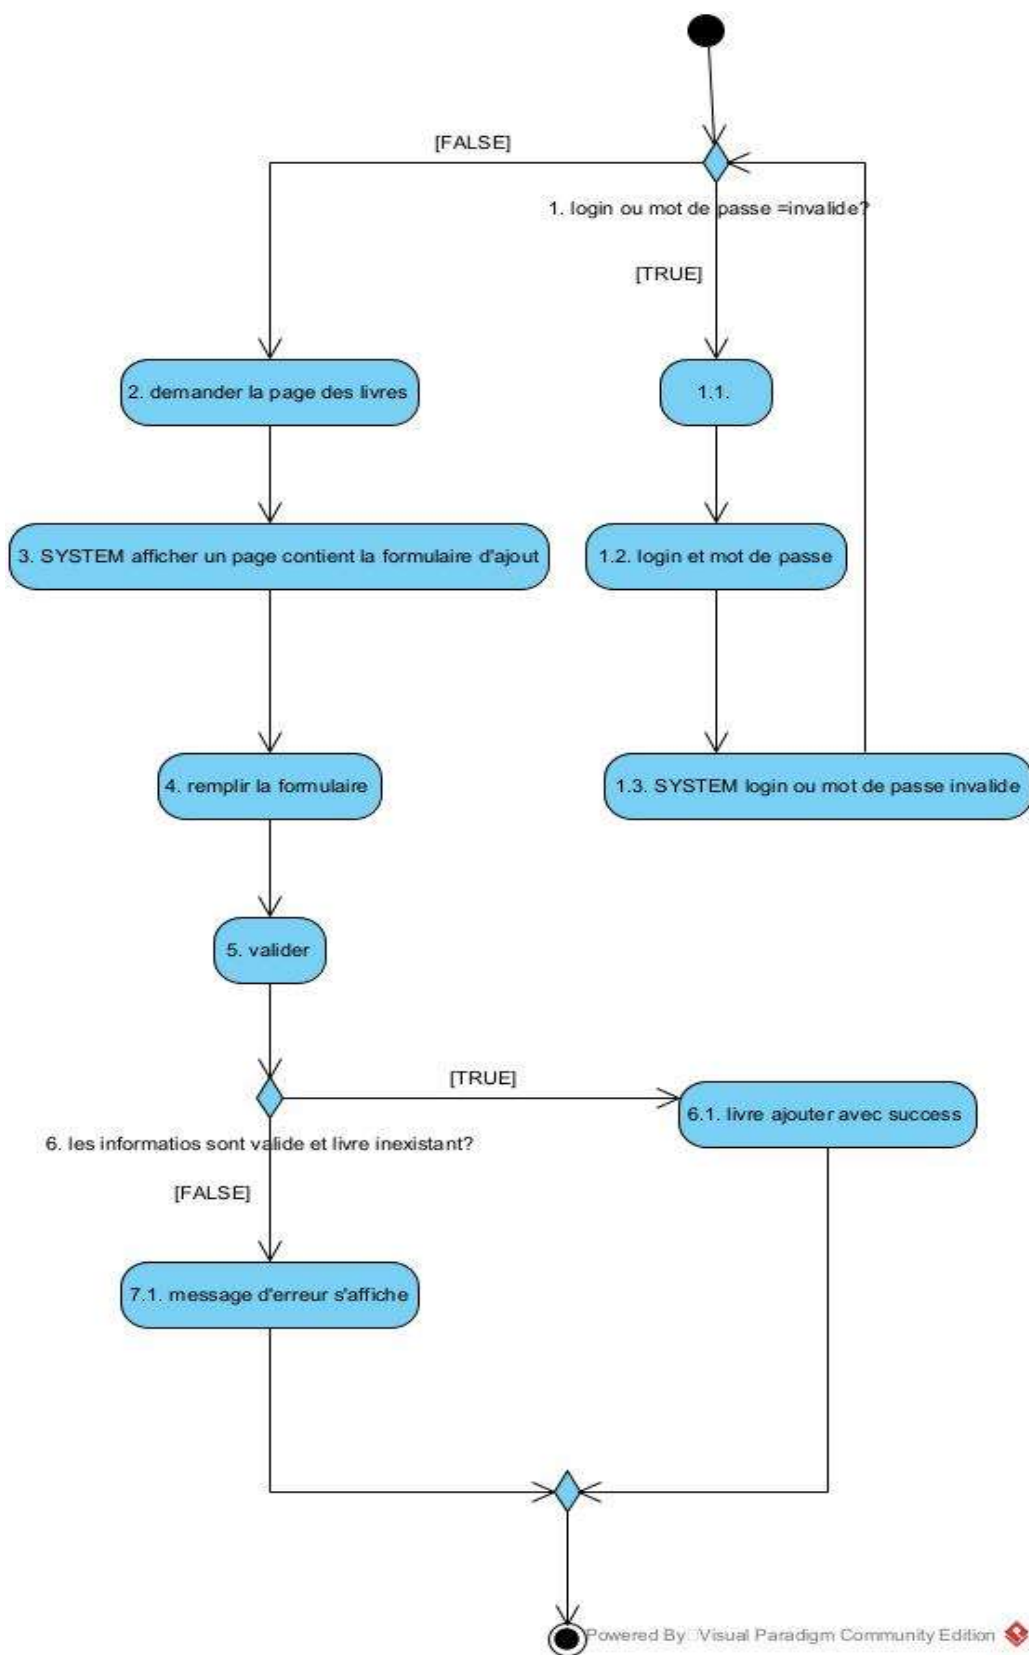 [FALSE]
1. login ou mot de passe =invalide?
[TRUE]
2. demander la page des livres
1.1.
3. SYSTEM afficher un page contient la formulaire d'ajout
1.2. login et mot de passe
4. remplir la formulaire
1.3. SYSTEM login ou mot de passe invalide
5. valider
[TRUE]
6.1. livre ajouter avec success
6. les informatios sont valide et livre inexistant?
[FALSE]
7.1. message d'erreur s'affiche
Powered By: Visual Paradigm Community Edition